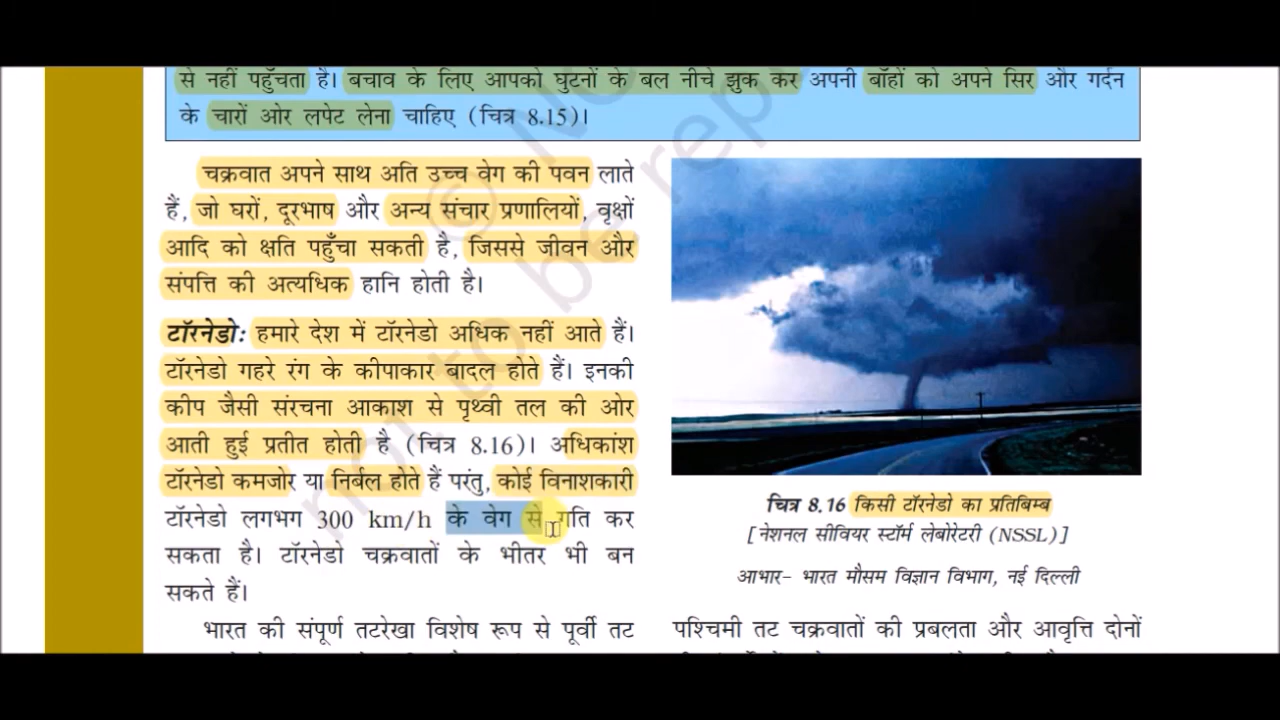 से नहीं पहुँचता है। बचाव के लिए आपको घुटनों के बल नीचे झुक कर अपनी बाँहों को अपने सिर और गर्दन
के चारों ओर लपेट लेना चाहिए (चित्र 8.15)।
चक्रवात अपने साथ अति उच्च वेग की पवन लाते
हैं, जो घरों, दूरभाष और अन्य संचार प्रणालियों, वृक्षों
आदि को क्षति पहुँचा सकती है, जिससे जीवन और
संपत्ति की अत्यधिक हानि होती है।
टॉरनेडो: हमारे देश में टॉरनेडो अधिक नहीं आते हैं।
टॉरनेडो गहरे रंग के कीपाकार बादल होते हैं। इनकी
कीप जैसी संरचना आकाश से पृथ्वी तल की ओर
आती हुई प्रतीत होती है (चित्र 8.16)। अधिकांश
टॉरनेडो कमजोर या निर्बल होते हैं परंतु, कोई विनाशकारी
टॉरनेडो लगभग 300 km/h के वेग से गति कर
सकता है। टॉरनेडो चक्रवातों के भीतर भी बन
सकते हैं।
भारत की संपूर्ण तटरेखा विशेष रूप से पूर्वी तट
चित्र 8.16 किसी टॉरनेडो का प्रतिबिम्ब
[नेशनल सीवियर स्टॉर्म लेबोरेटरी (NSSL)]
आभार– भारत मौसम विज्ञान विभाग, नई दिल्ली
पश्चिमी तट चक्रवातों की प्रबलता और आवृत्ति दोनों
not to be rep